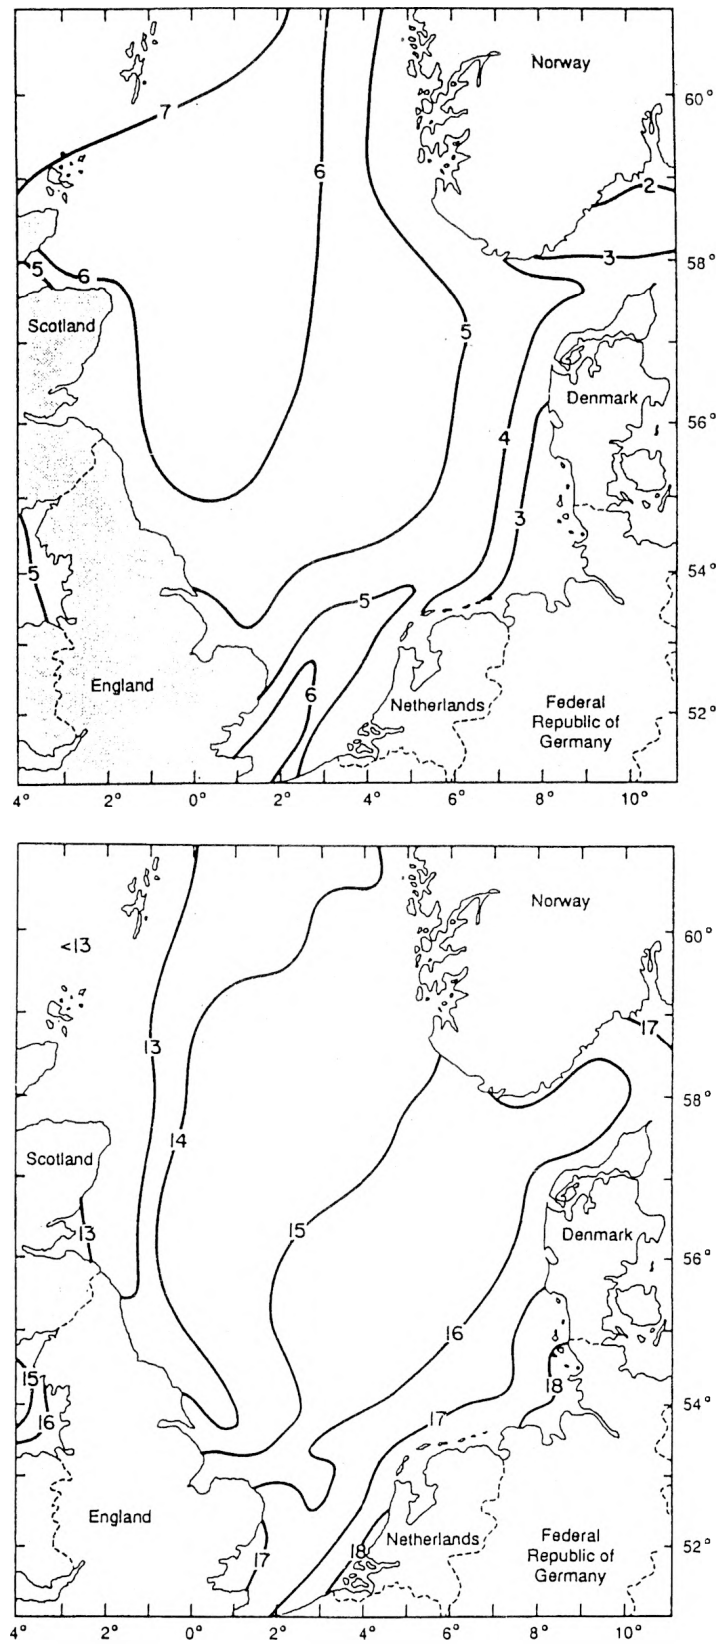 Norway
60°
7
6
2
5
6
3
58°
Scotland
5
Denmark
56°
4
3
5
54°
5
England
6
Netherlands
Federal
Republic of
Germany
52°
4° 2° 0° 2° 4° 6° 8° 10°
Norway
<13
60°
13
17
14
58°
Scotland
13
15
Denmark
56°
16
15
16
18
17
54°
England
17
18
Netherlands
Federal
Republic of
Germany
52°
4° 2° 0° 2° 4° 6° 8° 10°